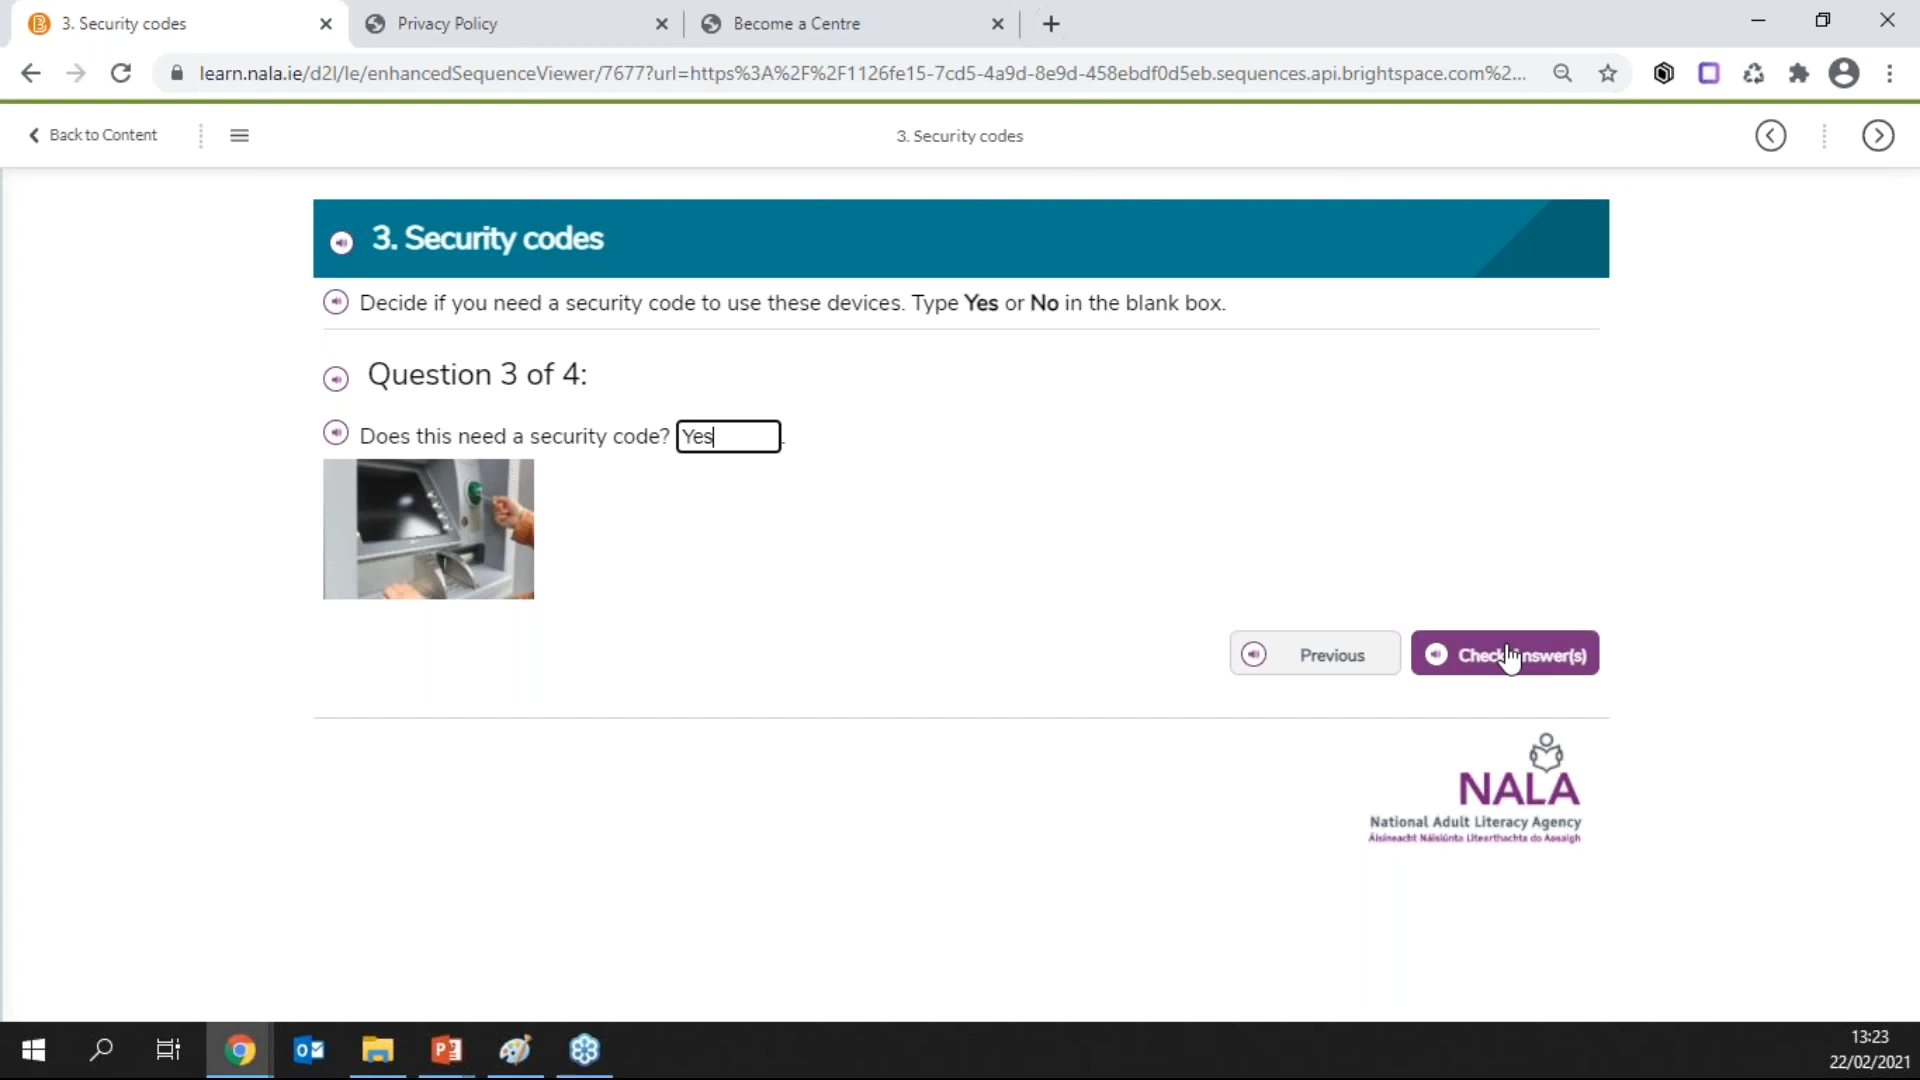 3. Security codes
Privacy Policy
Become a Centre
learn.nala.ie/d2l/le/enhancedSequenceViewer/7677?url=https%3A%2F%2F1126fe15-7cd5-4a9d-8e9d-458ebdf0d5eb.sequences.api.brightspace.com%2...
Back to Content
3. Security codes
3. Security codes
Decide if you need a security code to use these devices. Type Yes or No in the blank box.
Question 3 of 4:
Does this need a security code? Yes.
Previous
Check Answer(s)
NALA
National Adult Literacy Agency
Áisíneacht Náisiúnta Litearthachta do Aosaigh
13:23
22/02/2021